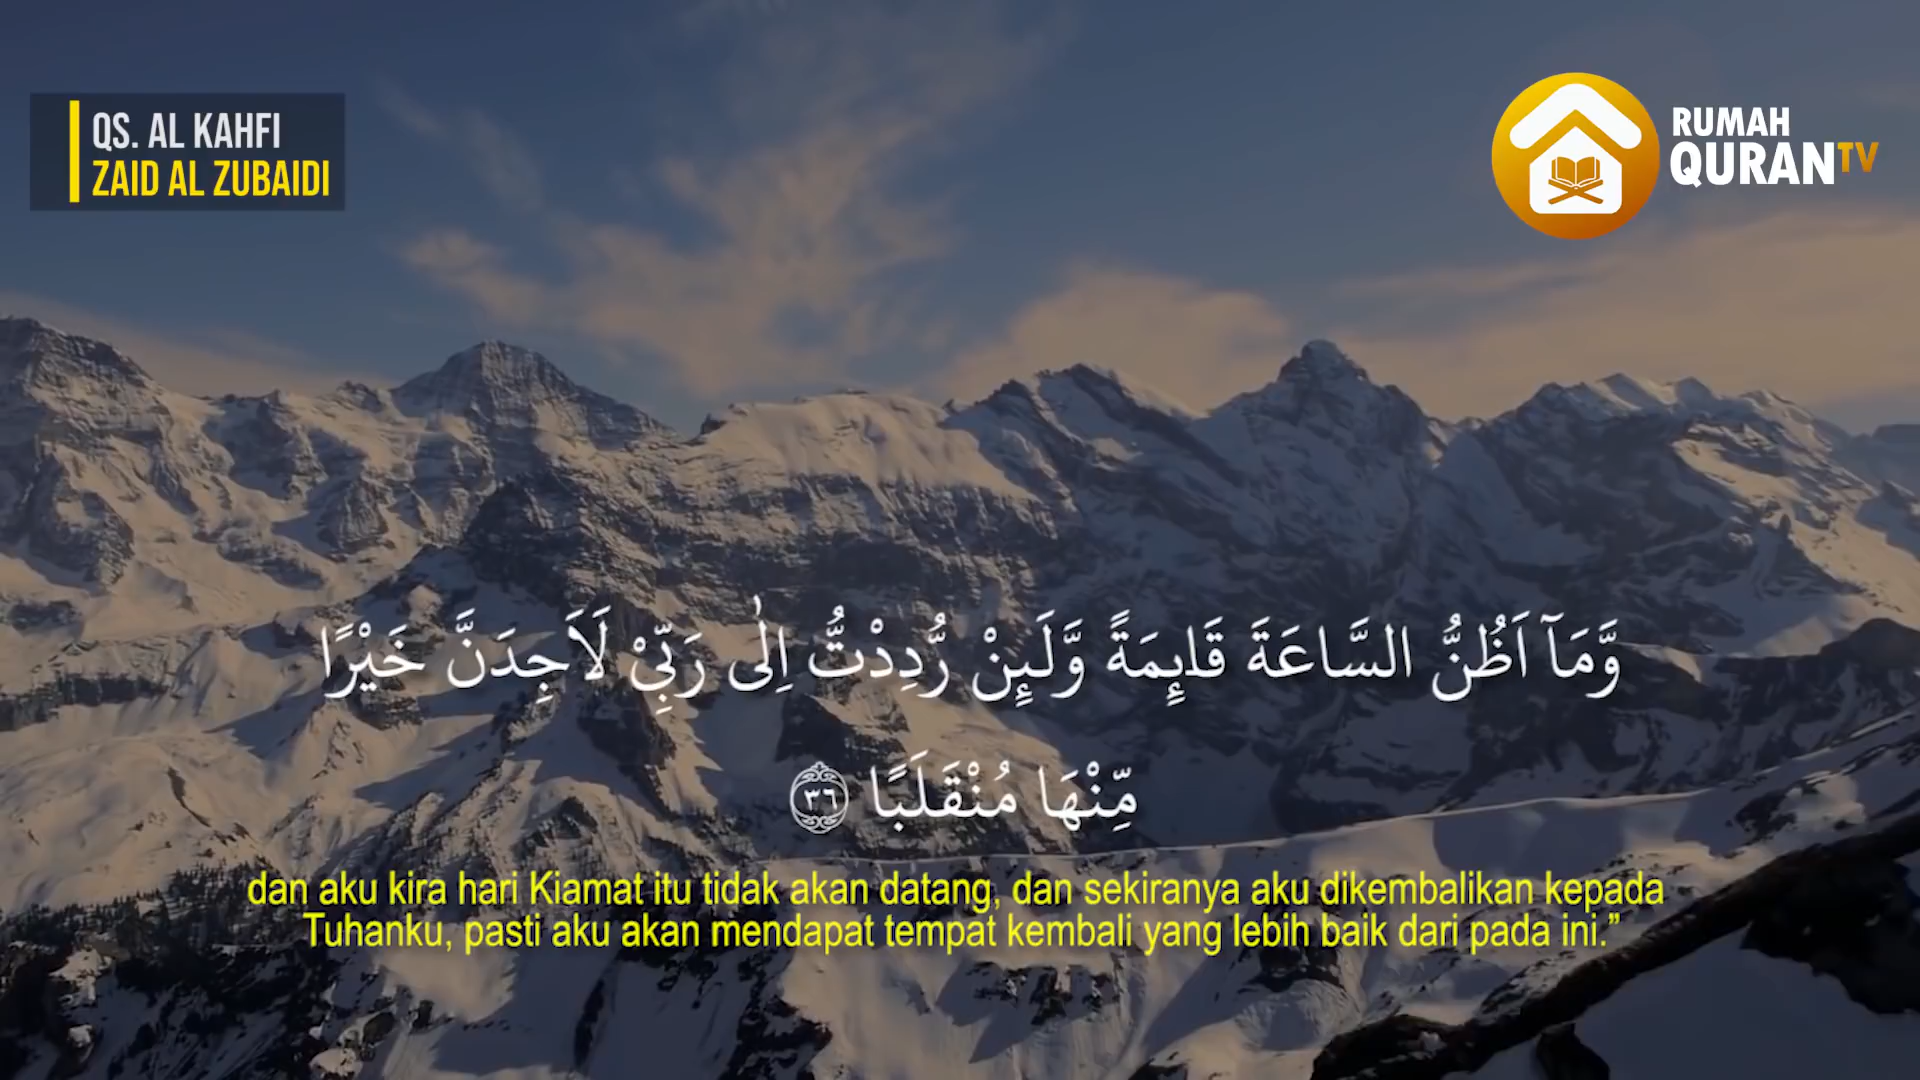 QS. AL KAHFI
ZAID AL ZUBAIDI
RUMAH
QURANTV
وَّمَآ اَظُنُّ السَّاعَةَ قَاۤىِٕمَةً وَّلَىِٕنْ رُّدِدْتُّ اِلٰى رَبِّيْ لَاَجِدَنَّ خَيْرًا
مِّنْهَا مُنْقَلَبًا ٣٦
dan aku kira hari Kiamat itu tidak akan datang, dan sekiranya aku dikembalikan kepada
Tuhanku, pasti aku akan mendapat tempat kembali yang lebih baik dari pada ini.”